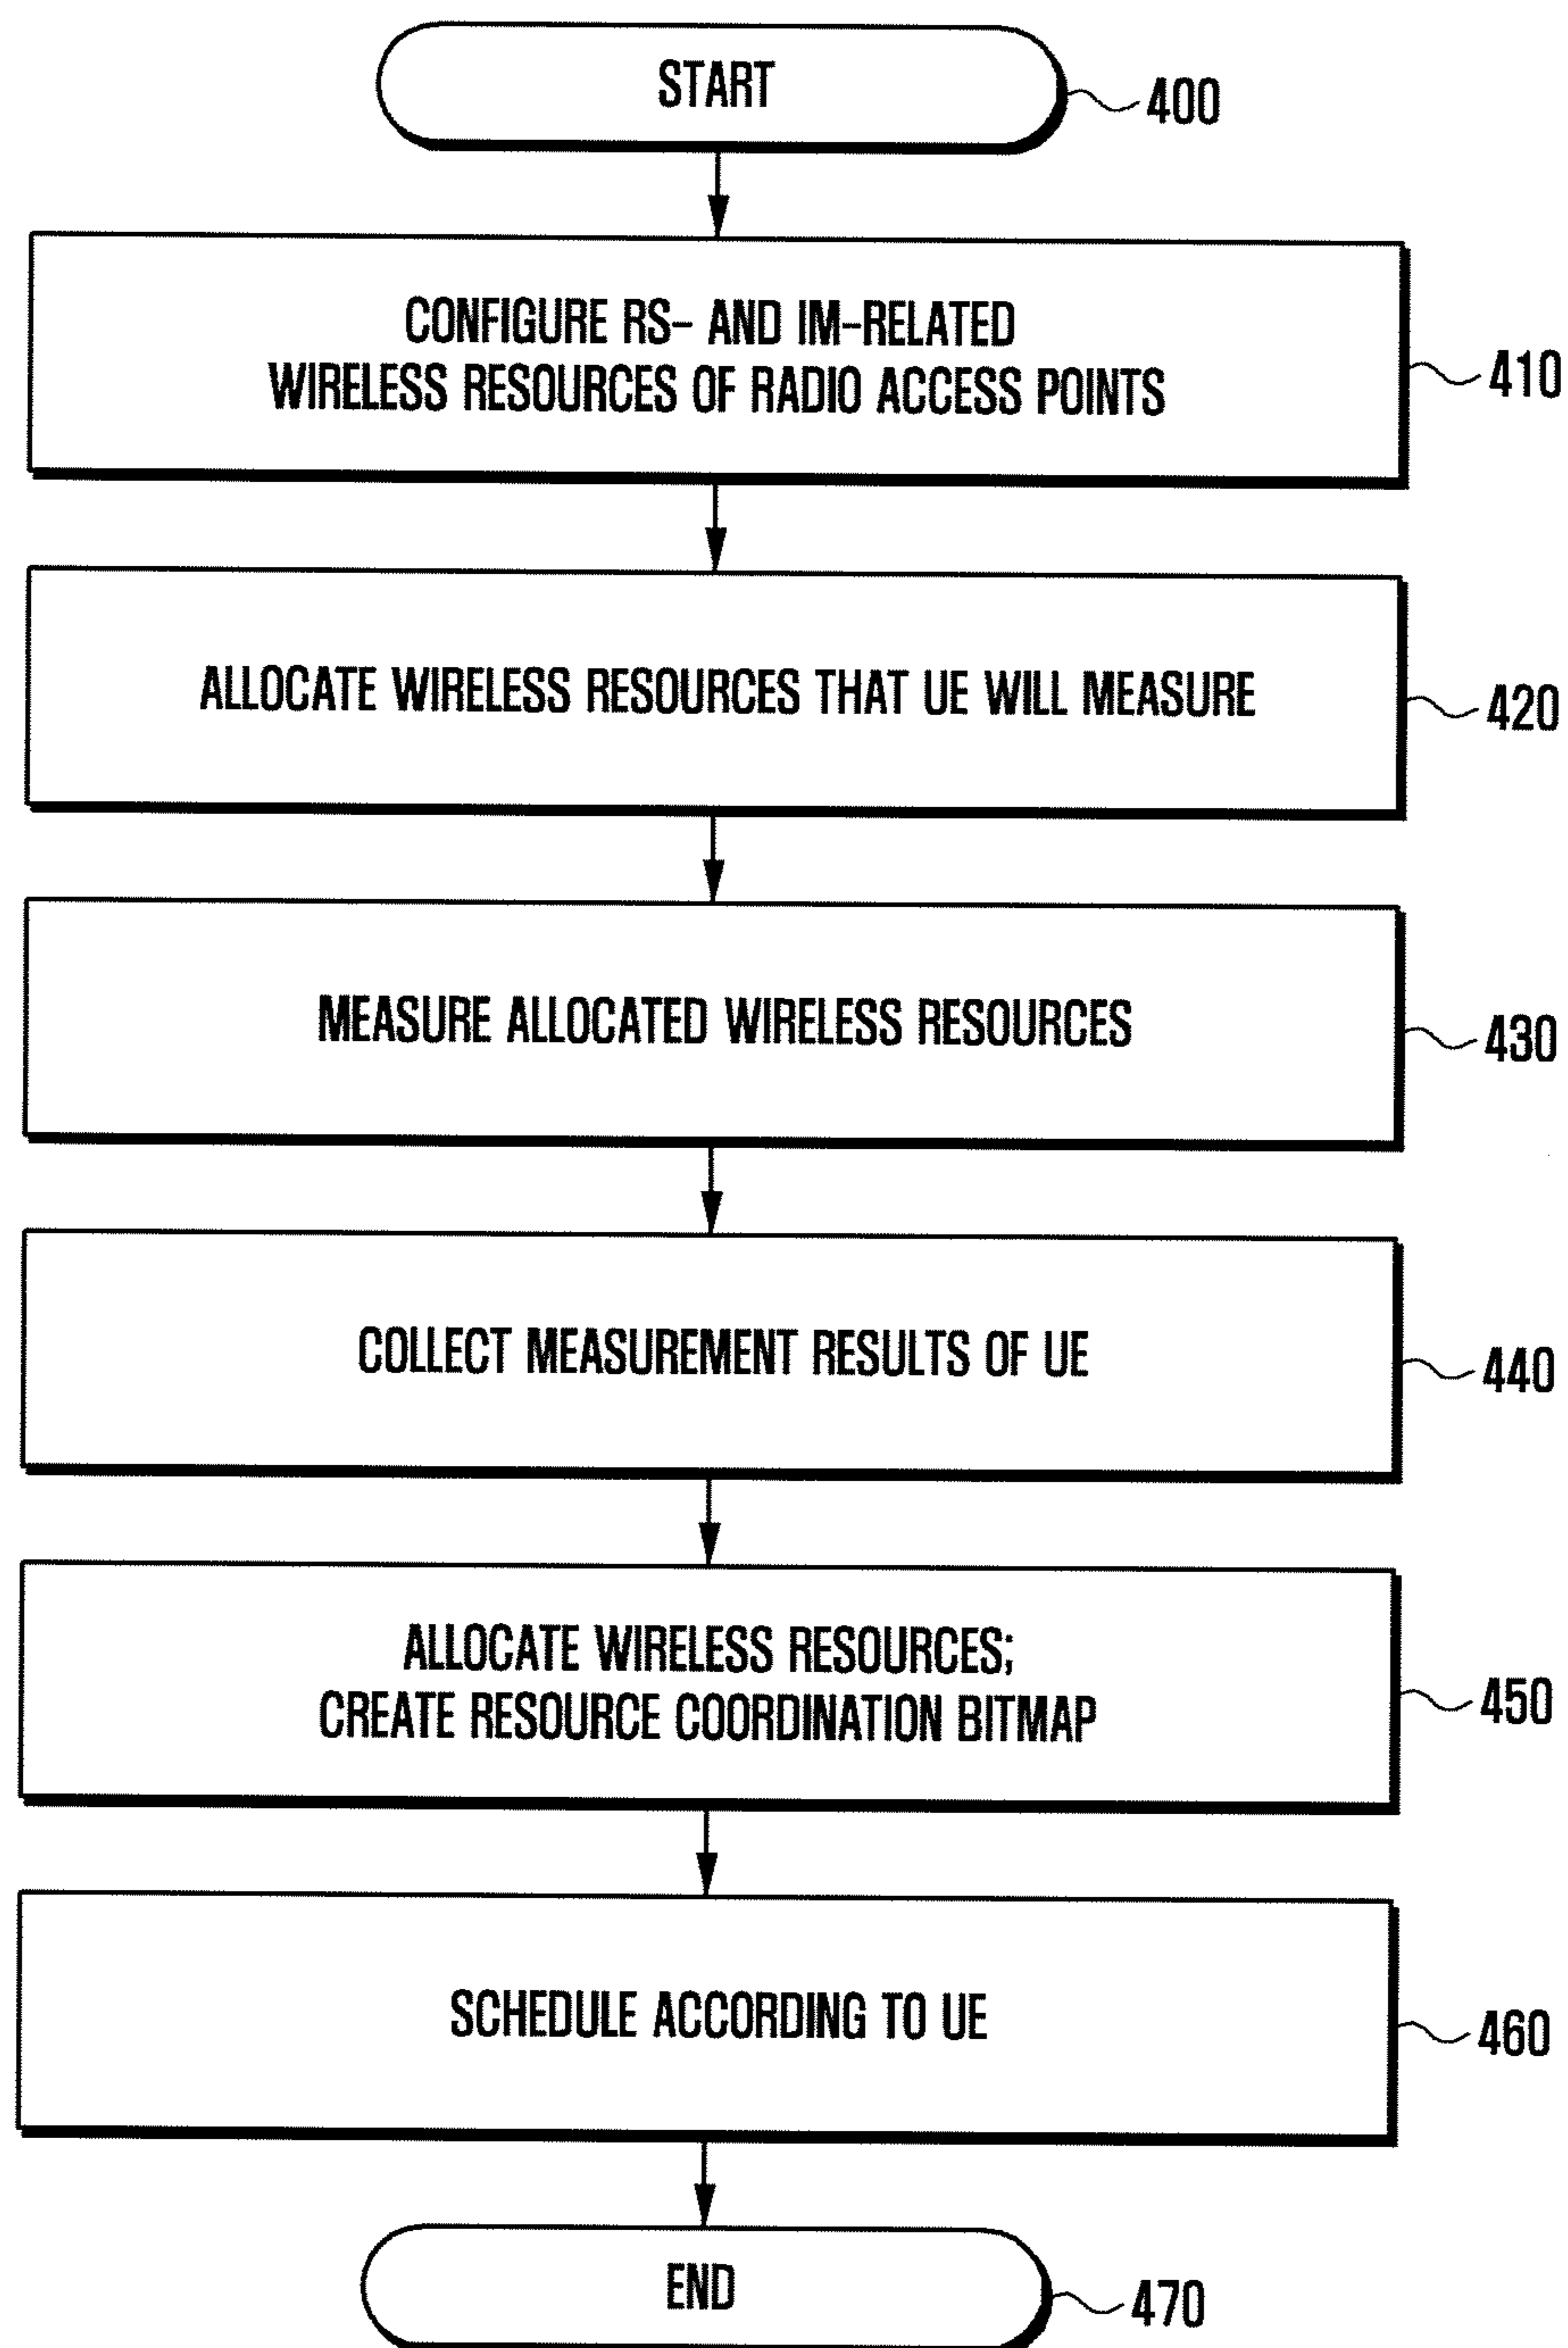 START
400
CONFIGURE RS- AND IM-RELATED
WIRELESS RESOURCES OF RADIO ACCESS POINTS
410
ALLOCATE WIRELESS RESOURCES THAT UE WILL MEASURE
420
MEASURE ALLOCATED WIRELESS RESOURCES
430
COLLECT MEASUREMENT RESULTS OF UE
440
ALLOCATE WIRELESS RESOURCES;
CREATE RESOURCE COORDINATION BITMAP
450
SCHEDULE ACCORDING TO UE
460
END
470